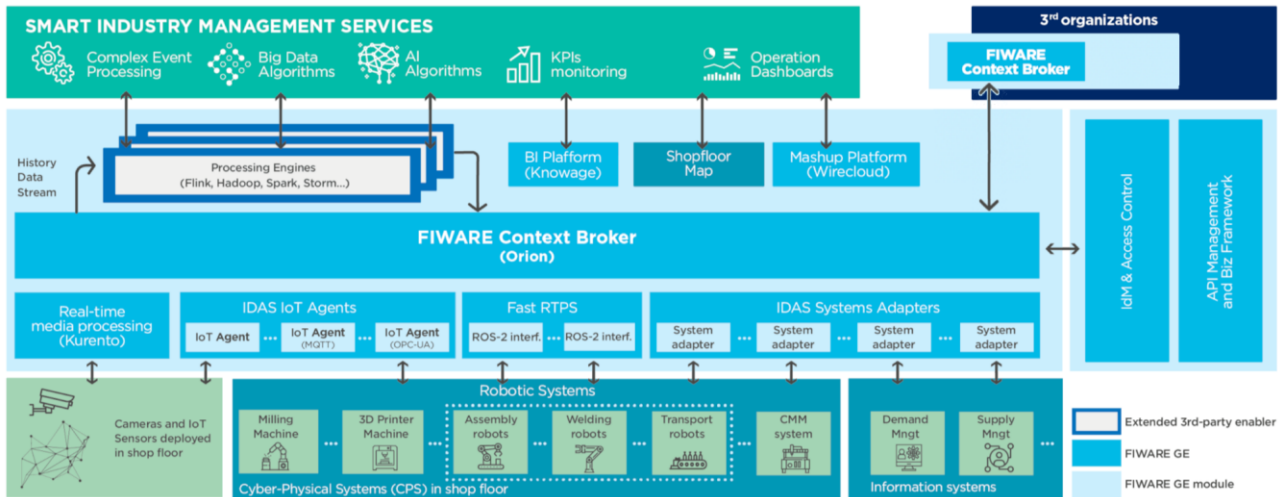 SMART INDUSTRY MANAGEMENT SERVICES
Complex Event
Processing
Big Data
Algorithms
AI
Algorithms
KPIs
monitoring
Operation
Dashboards
3rd organizations
FIWARE
Context Broker
History
Data
Stream
Processing Engines
(Flink, Hadoop, Spark, Storm...)
BI Plafform
(Knowage)
Shopfloor
Map
Mashup Platform
(Wirecloud)
FIWARE Context Broker
(Orion)
IdM & Access Control
API Management
and Biz Framework
Real-time
media processing
(Kurento)
IDAS IoT Agents
IoT Agent
...
IoT Agent
(MQTT)
...
IoT Agent
(OPC-UA)
Fast RTPS
ROS-2 interf.
...
ROS-2 interf.
IDAS Systems Adapters
System
adapter
...
System
adapter
...
System
adapter
...
System
adapter
Cameras and IoT
Sensors deployed
in shop floor
Robotic Systems
Milling
Machine
...
3D Printer
Machine
...
Assembly
robots
...
Welding
robots
...
Transport
robots
...
CMM
system
...
Cyber-Physical Systems (CPS) in shop floor
Demand
Mngt
...
Supply
Mngt
...
Information systems
Extended 3rd-party enabler
FIWARE GE
FIWARE GE module